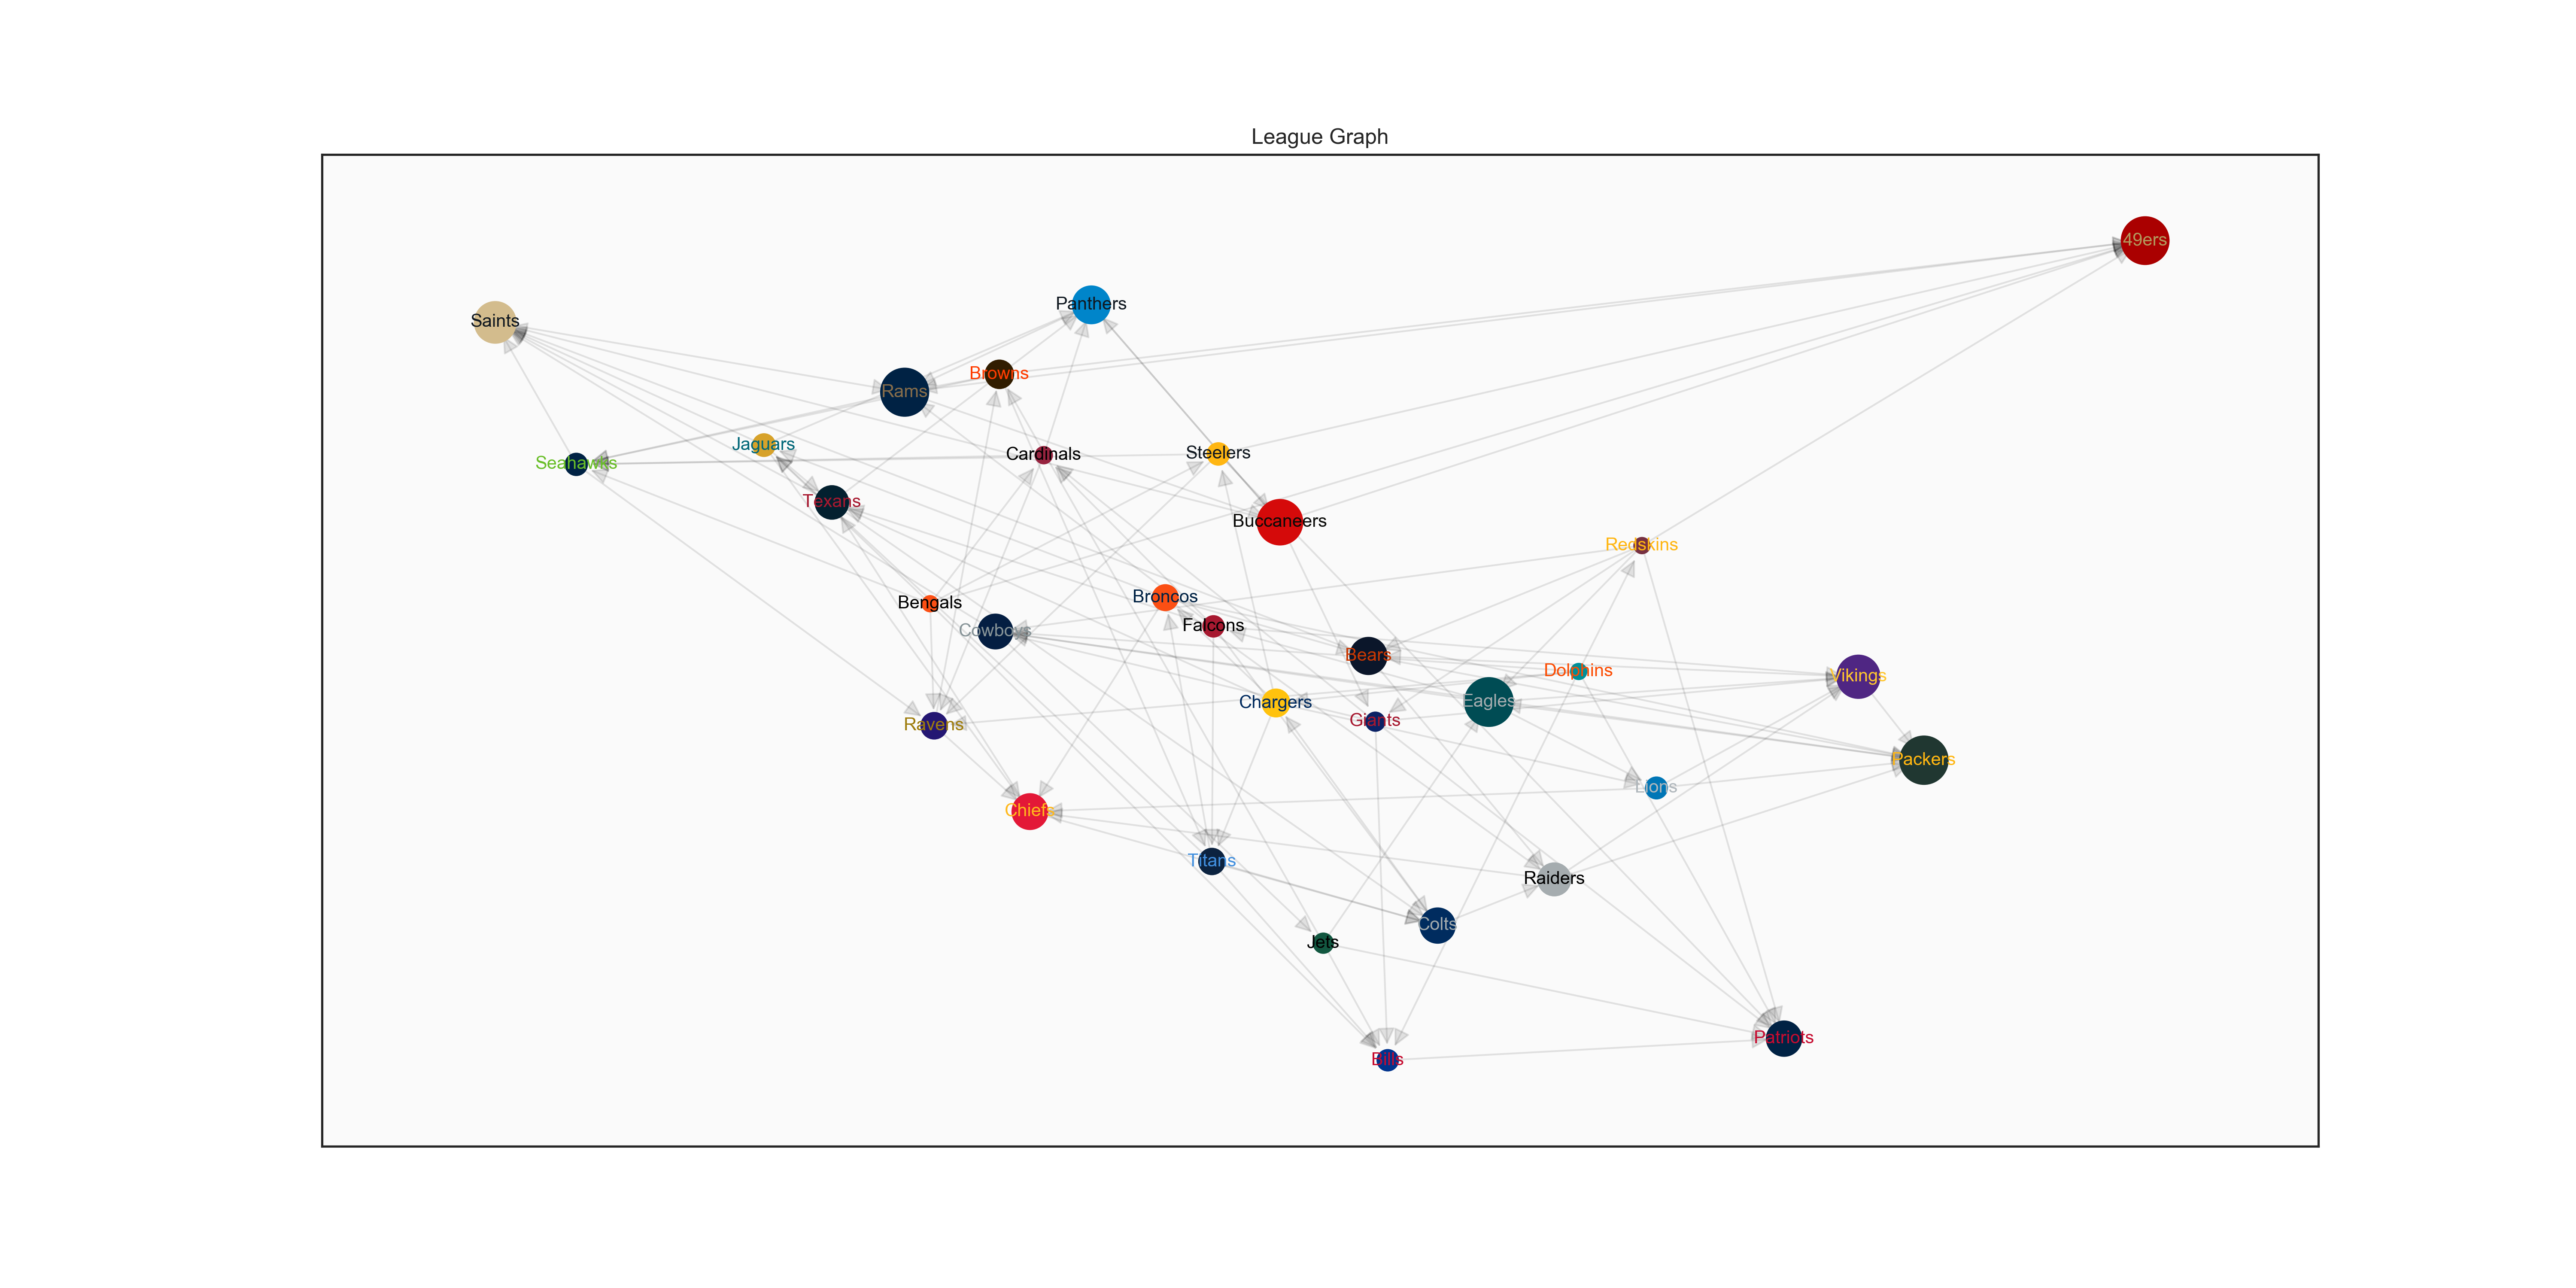 League Graph
49ers
Panthers
Saints
Browns
Rams
Jaguars
Cardinals
Steelers
Seahawks
Texans
Buccaneers
Redskins
Broncos
Bengals
Falcons
Cowboys
Bears
Dolphins
Vikings
Eagles
Chargers
Giants
Ravens
Packers
Lions
Chiefs
Titans
Raiders
Colts
Jets
Patriots
Bills